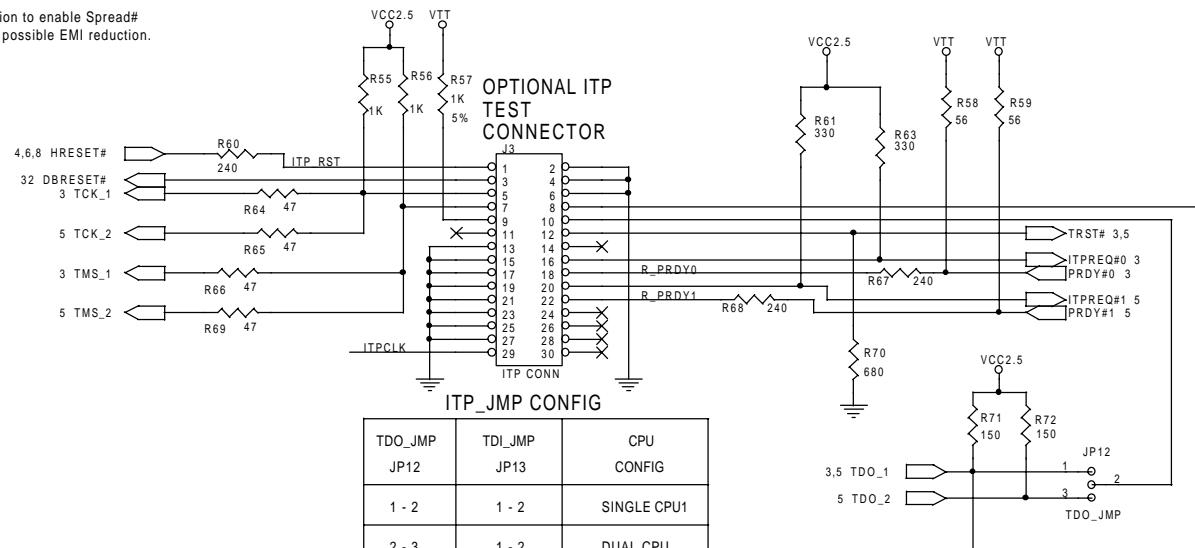 ion to enable Spread#
possible EMI reduction.
VCC2.5 VTT
VCC2.5
VTT VTT
R55
1K
R56
1K
R57
1K
5%
OPTIONAL ITP
TEST
CONNECTOR
R61
330
R63
330
R58
56
R59
56
4,6,8 HRESET#
R60
240
ITP_RST
J3
32 DBRESET#
3 TCK_1
R64 47
5 TCK_2
R65 47
3 TMS_1
R66 47
5 TMS_2
R69 47
ITPCLK
1 2
3 4
5 6
7 8
9 10
11 12
13 14
15 16
17 18
19 20
21 22
23 24
25 26
27 28
29 30
ITP CONN
R_PRDY0
R67 240
R_PRDY1
R68 240
TRST# 3,5
ITPREQ#0 3
PRDY#0 3
ITPREQ#1 5
PRDY#1 5
R70
680
VCC2.5
R71
150
R72
150
JP12
3,5 TDO_1
1
2
5 TDO_2
3
TDO_JMP
ITP_JMP CONFIG
TDO_JMP TDI_JMP CPU
JP12 JP13 CONFIG
1 - 2 1 - 2 SINGLE CPU1
2 - 3 1 - 2 DUAL CPU